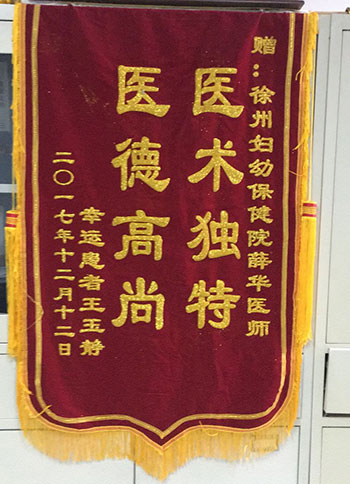 赠：徐州妇幼保健院薛华医师
医术独特
医德高尚
幸运患者王玉静
二〇一七年十二月十二日